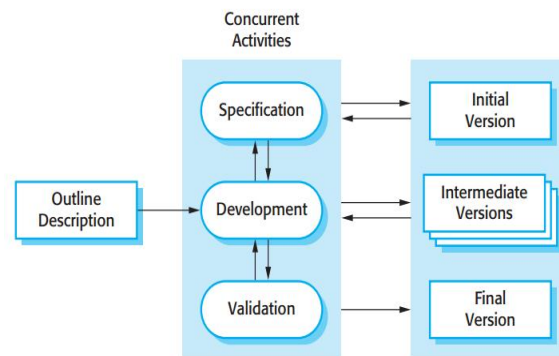 Concurrent
Activities
Specification
Initial
Version
Outline
Description
Development
Intermediate
Versions
Validation
Final
Version